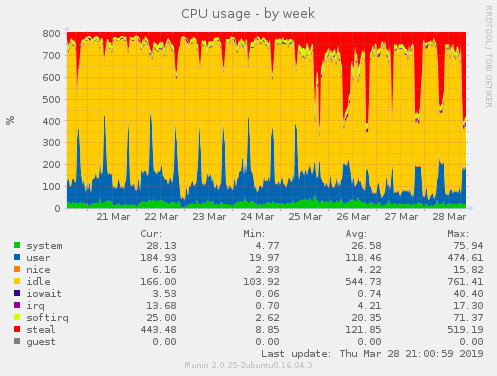 CPU usage - by week
RRDTOOL / TOBI OETIKER
%
800
700
600
500
400
300
200
100
0
21 Mar 22 Mar 23 Mar 24 Mar 25 Mar 26 Mar 27 Mar 28 Mar
Cur: Min: Avg: Max:
system 28.13 4.77 26.58 75.94
user 184.93 19.97 118.46 474.61
nice 6.16 2.93 4.22 15.82
idle 166.00 103.92 544.73 761.41
iowait 3.53 0.06 0.74 40.40
irq 13.68 0.70 4.21 17.30
softirq 25.00 2.62 20.35 71.37
steal 443.48 8.85 121.85 519.19
guest 0.00 0.00 0.00 0.00
Last update: Thu Mar 28 21:00:59 2019
Munin 2.0.25-2ubuntu0.16.04.3